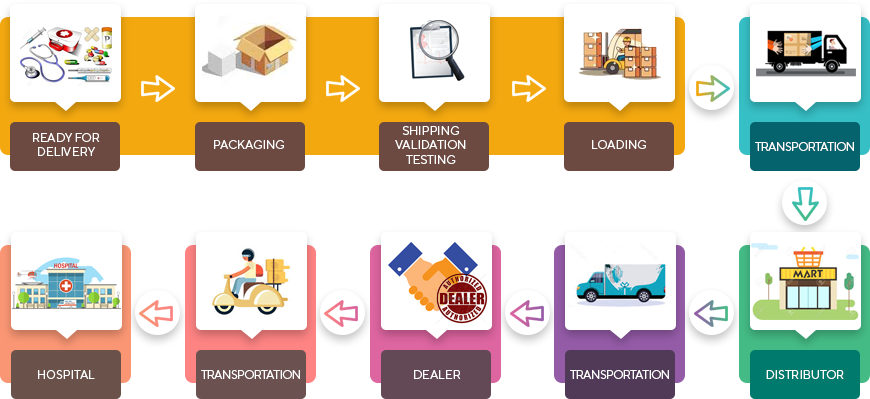 READY FOR
DELIVERY
PACKAGING
SHIPPING
VALIDATION
TESTING
LOADING
TRANSPORTATION
HOSPITAL
HOSPITAL
TRANSPORTATION
AUTHORIZED
DEALER
AUTHORIZED
DEALER
TRANSPORTATION
MART
DISTRIBUTOR